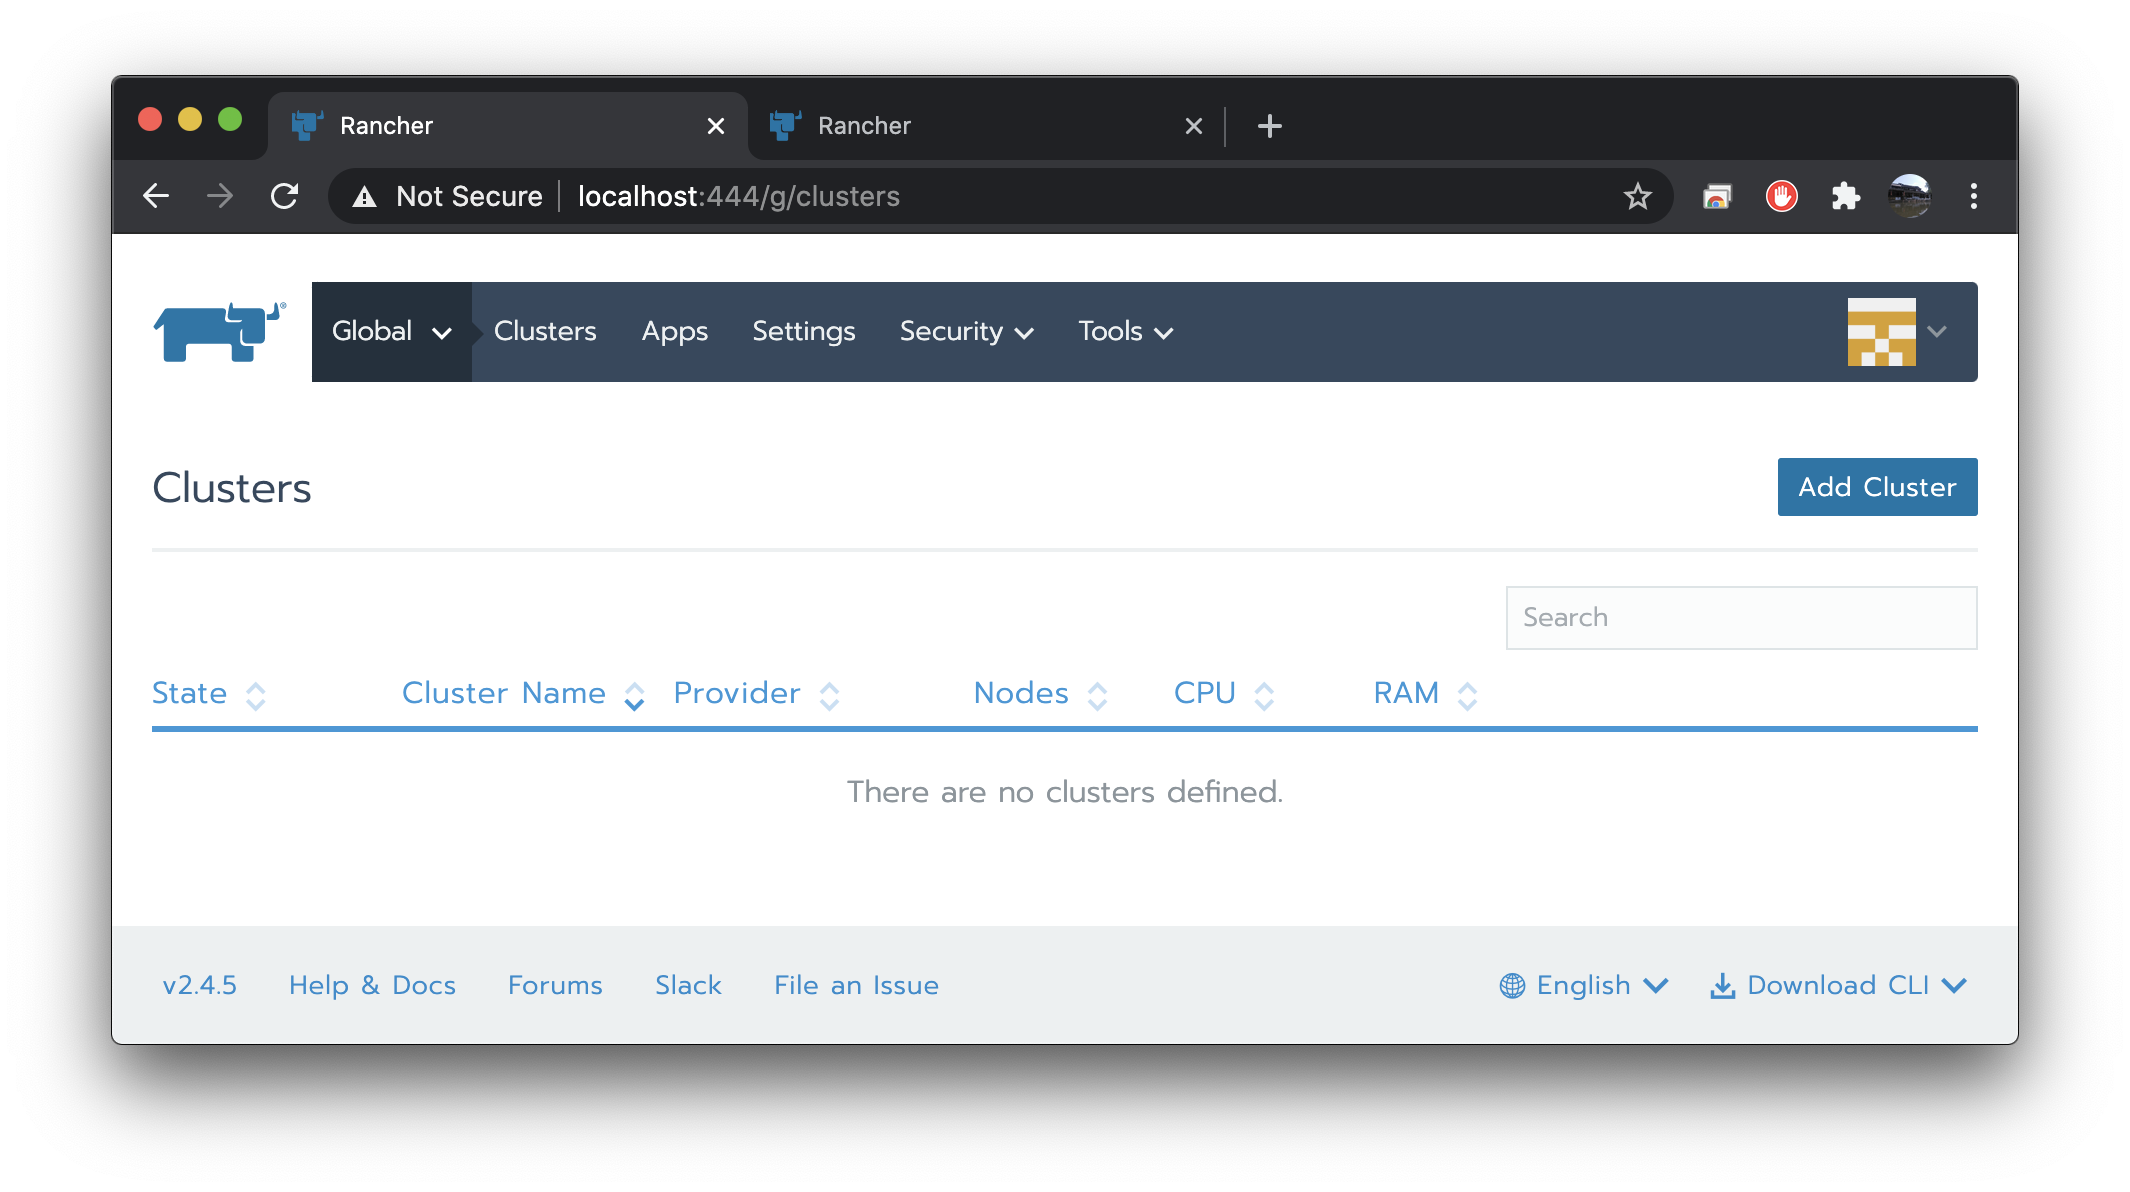 Rancher Rancher
Not Secure localhost:444/g/clusters
Global Clusters Apps Settings Security Tools
Clusters Add Cluster
Search
State Cluster Name Provider Nodes CPU RAM
There are no clusters defined.
v2.4.5 Help & Docs Forums Slack File an Issue English Download CLI